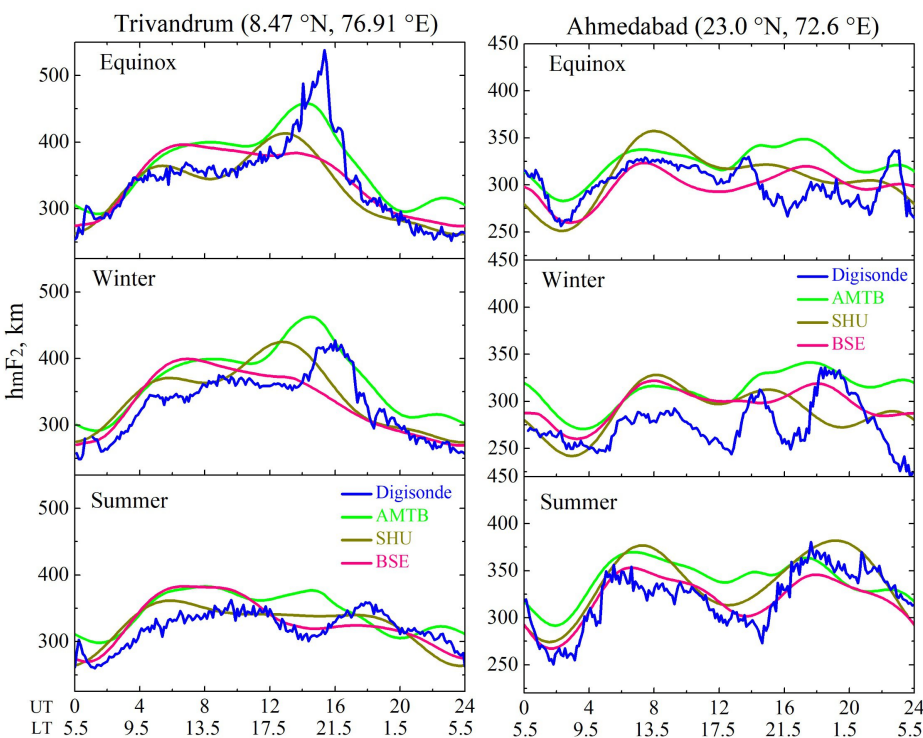 Trivandrum (8.47 °N, 76.91 °E)
Ahmedabad (23.0 °N, 72.6 °E)
hmF2, km
Equinox
500
400
300
Winter
500
400
300
Summer
Digisonde
AMTB
SHU
BSE
500
400
300
UT 0 4 8 12 16 20 24
LT 5.5 9.5 13.5 17.5 21.5 1.5 5.5
450
Equinox
400
350
300
250
450
Winter
Digisonde
AMTB
SHU
BSE
400
350
300
250
450
Summer
400
350
300
250
0 4 8 12 16 20 24
5.5 9.5 13.5 17.5 21.5 1.5 5.5